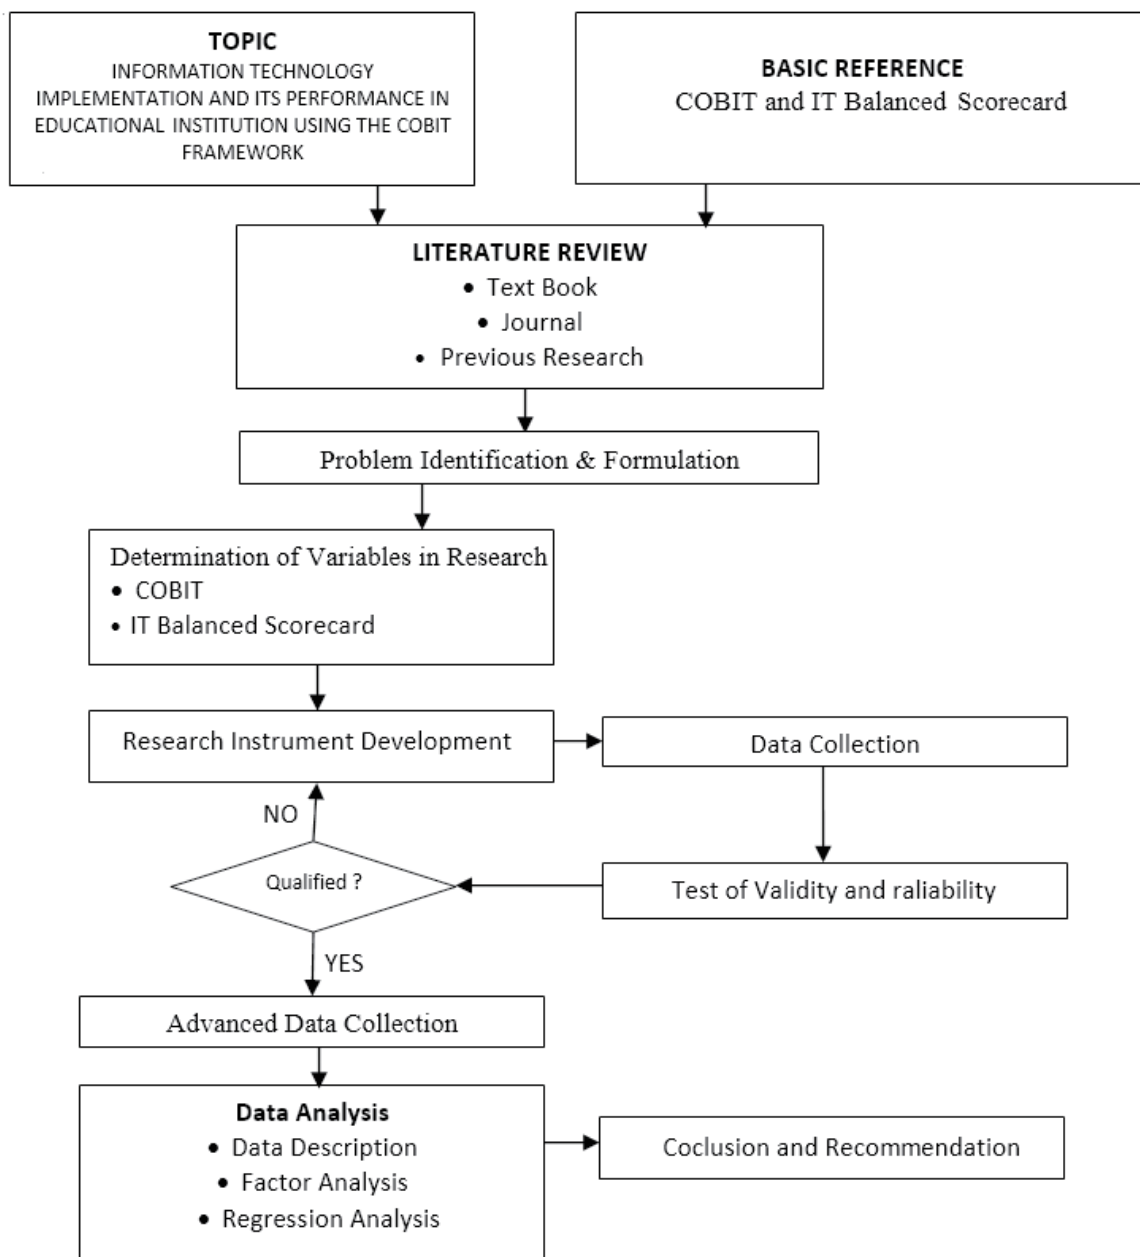 TOPIC
INFORMATION TECHNOLOGY
IMPLEMENTATION AND ITS PERFORMANCE IN
EDUCATIONAL INSTITUTION USING THE COBIT
FRAMEWORK
BASIC REFERENCE
COBIT and IT Balanced Scorecard
LITERATURE REVIEW
• Text Book
• Journal
• Previous Research
Problem Identification & Formulation
Determination of Variables in Research
• COBIT
• IT Balanced Scorecard
Research Instrument Development
Data Collection
NO
Qualified ?
Test of Validity and raliability
YES
Advanced Data Collection
Data Analysis
• Data Description
• Factor Analysis
• Regression Analysis
Coclusion and Recommendation